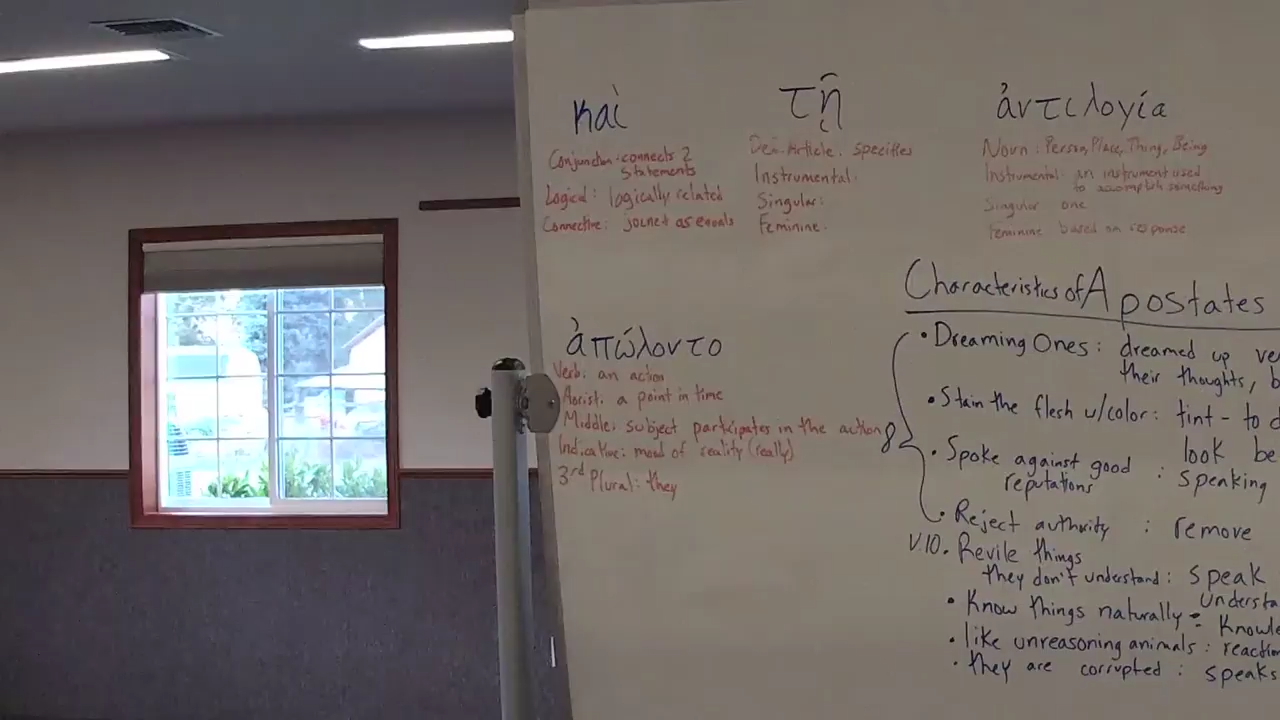 καὶ
Conjunction: connects 2
statements
Logical: logically related
Connective: joines as equals
τῇ
Def. Article. specifies
Instrumental:
Singular:
Feminine.
ἀντιλογίᾳ
Noun: Person, Place, Thing, Being
Instrumental: an instrument used
to accomplish something
Singular one
Feminine based on response
ἀπώλοντο
Verb: an action
Aorist: a point in time
Middle: subject participates in the action
Indicative: mood of reality (really)
3rd Plural: they
Characteristics of Apostates
8
• Dreaming Ones: dreamed up
their thoughts,
• Stain the flesh w/color: tint - to
look
• Spoke against good
reputations : speaking
• Reject authority : remove
V.10. Revile things
they don't understand: speak
understa
• Know things naturally = Knowle
• like unreasoning animals: reaction
• they are corrupted : speaks